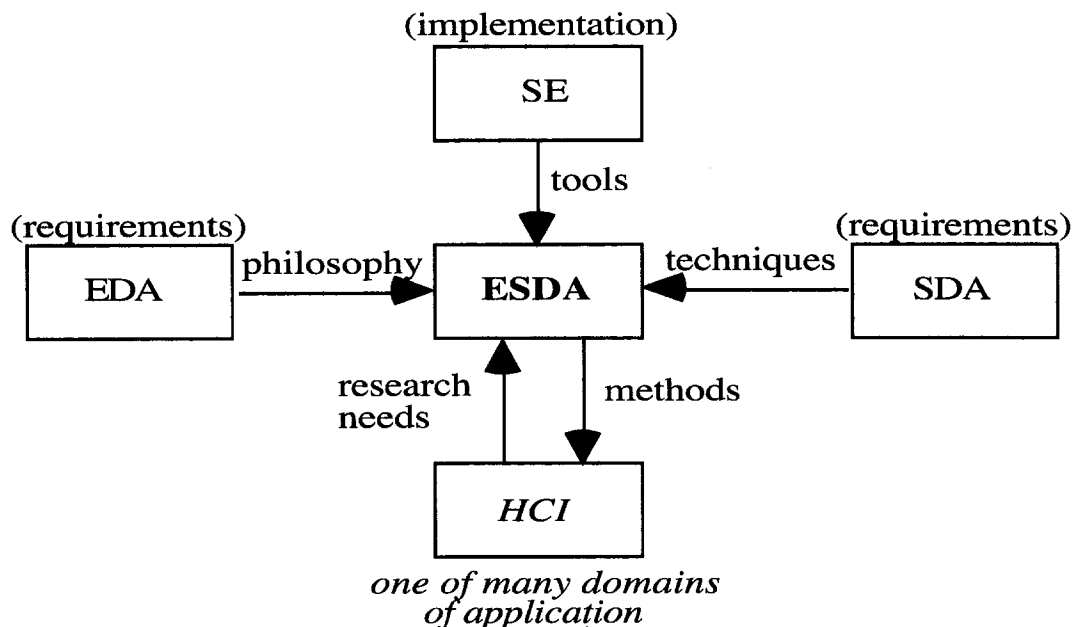 (implementation)
SE
tools
(requirements)
EDA
philosophy
ESDA
techniques
(requirements)
SDA
research
needs
methods
HCI
one of many domains
of application